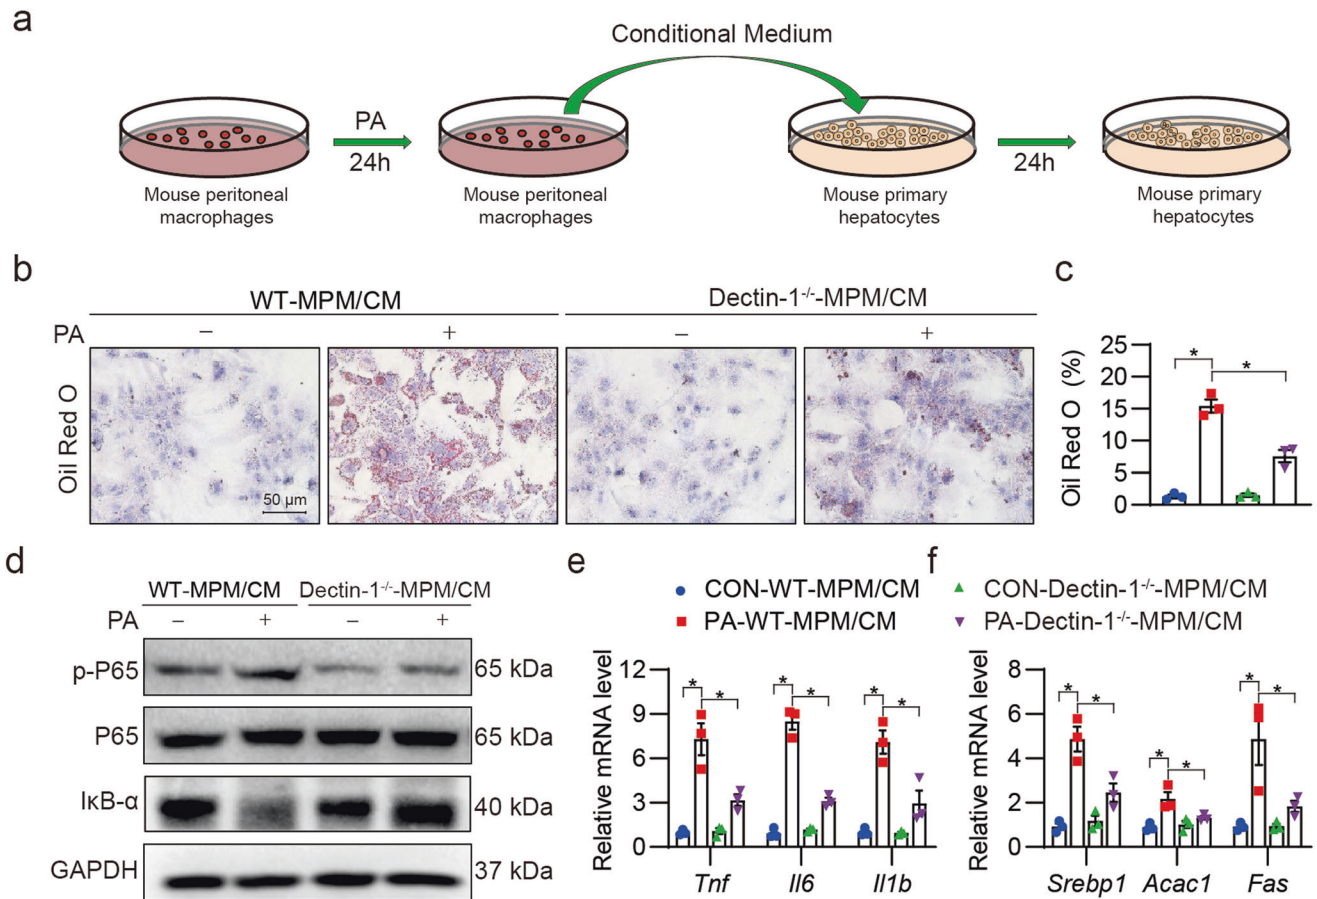 a
Conditional Medium
PA
24h
24h
Mouse peritoneal
macrophages
Mouse peritoneal
macrophages
Mouse primary
hepatocytes
Mouse primary
hepatocytes
b
WT-MPM/CM
Dectin-1-/--MPM/CM
PA
–
+
–
+
Oil Red O
50 μm
c
Oil Red O (%)
25
20
15
10
5
0
*
*
d
WT-MPM/CM
Dectin-1-/--MPM/CM
PA
–
+
–
+
p-P65
65 kDa
P65
65 kDa
IκB-α
40 kDa
GAPDH
37 kDa
e
CON-WT-MPM/CM
PA-WT-MPM/CM
f
CON-Dectin-1-/--MPM/CM
PA-Dectin-1-/--MPM/CM
Relative mRNA level
12
9
6
3
0
*
*
*
*
*
*
Tnf
Il6
Il1b
Relative mRNA level
8
6
4
2
0
*
*
*
*
*
*
Srebp1
Acac1
Fas